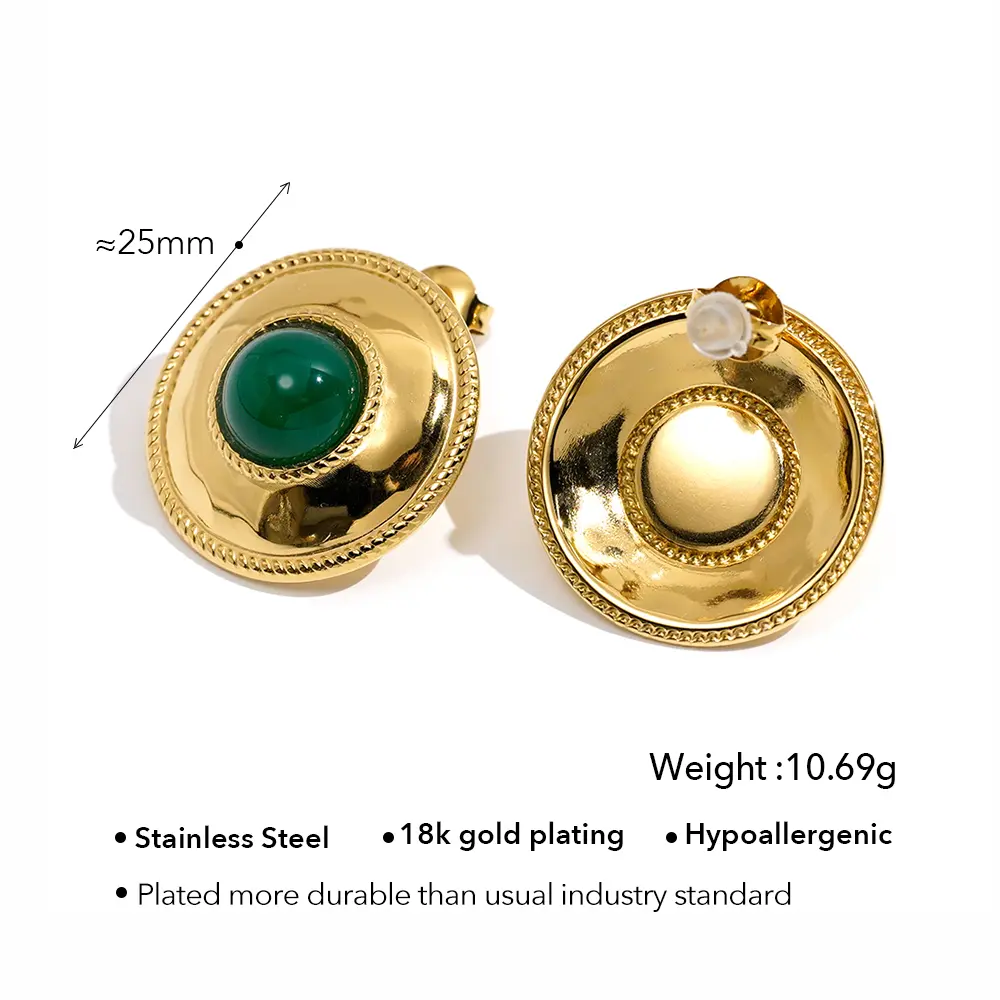 ≈25mm
Weight :10.69g
• Stainless Steel
• 18k gold plating
• Hypoallergenic
• Plated more durable than usual industry standard